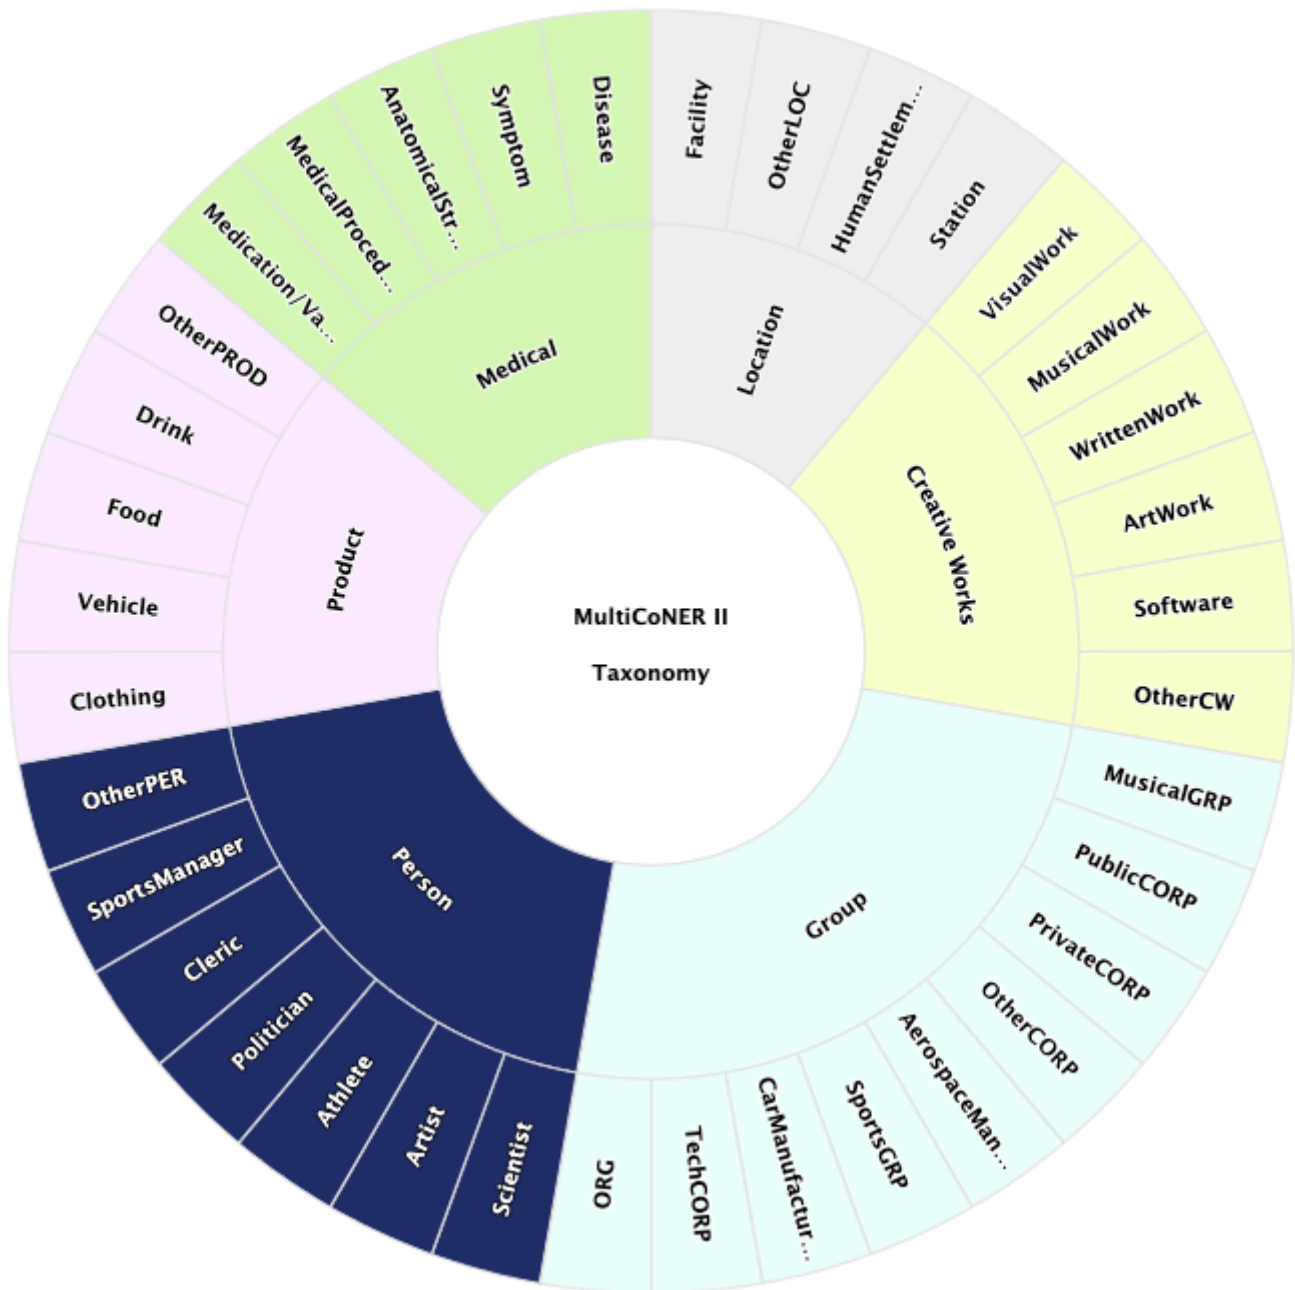 MultiCoNER II
Taxonomy
Location
Facility
OtherLOC
HumanSettlem...
Station
Creative Works
VisualWork
MusicalWork
WrittenWork
ArtWork
Software
OtherCW
Group
MusicalGRP
PublicCORP
PrivateCORP
OtherCORP
AerospaceMan...
SportsGRP
CarManufactur...
TechCORP
ORG
Person
Scientist
Artist
Athlete
Politician
Cleric
SportsManager
OtherPER
Product
Clothing
Vehicle
Food
Drink
OtherPROD
Medical
Medication/Va...
MedicalProced...
AnatomicalStr...
Symptom
Disease